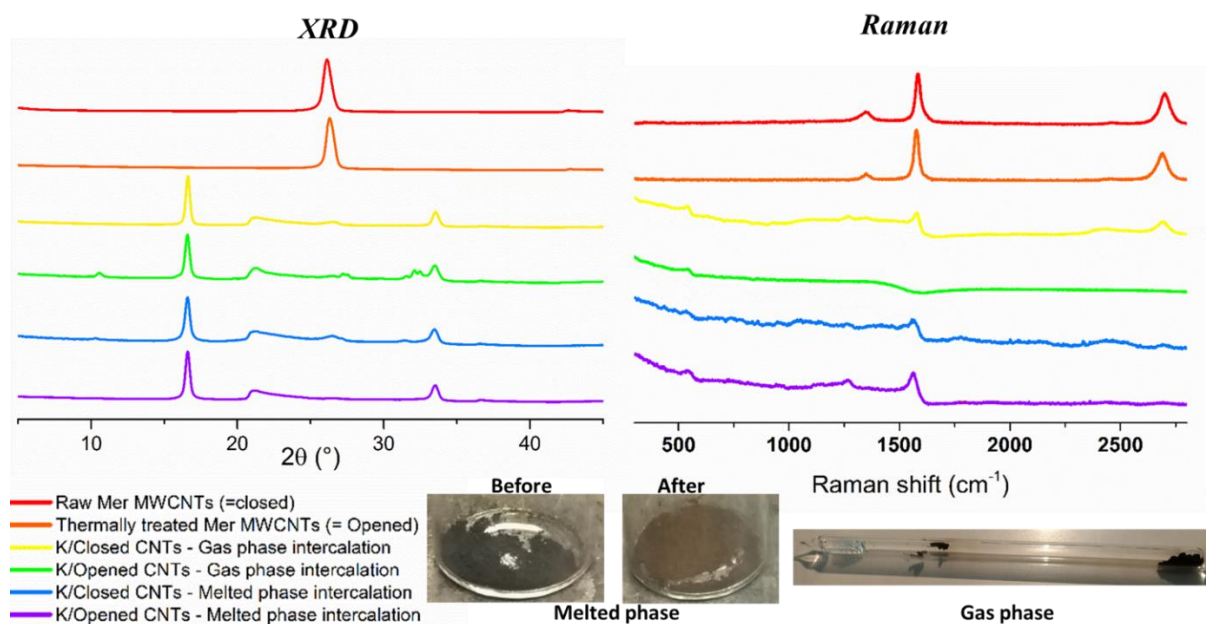 XRD
Raman
10
20
30
40
2θ (°)
500
1000
1500
2000
2500
Raman shift (cm⁻¹)
Raw Mer MWCNTs (=closed)
Thermally treated Mer MWCNTs (= Opened)
K/Closed CNTs - Gas phase intercalation
K/Opened CNTs - Gas phase intercalation
K/Closed CNTs - Melted phase intercalation
K/Opened CNTs - Melted phase intercalation
Before
After
Melted phase
Gas phase